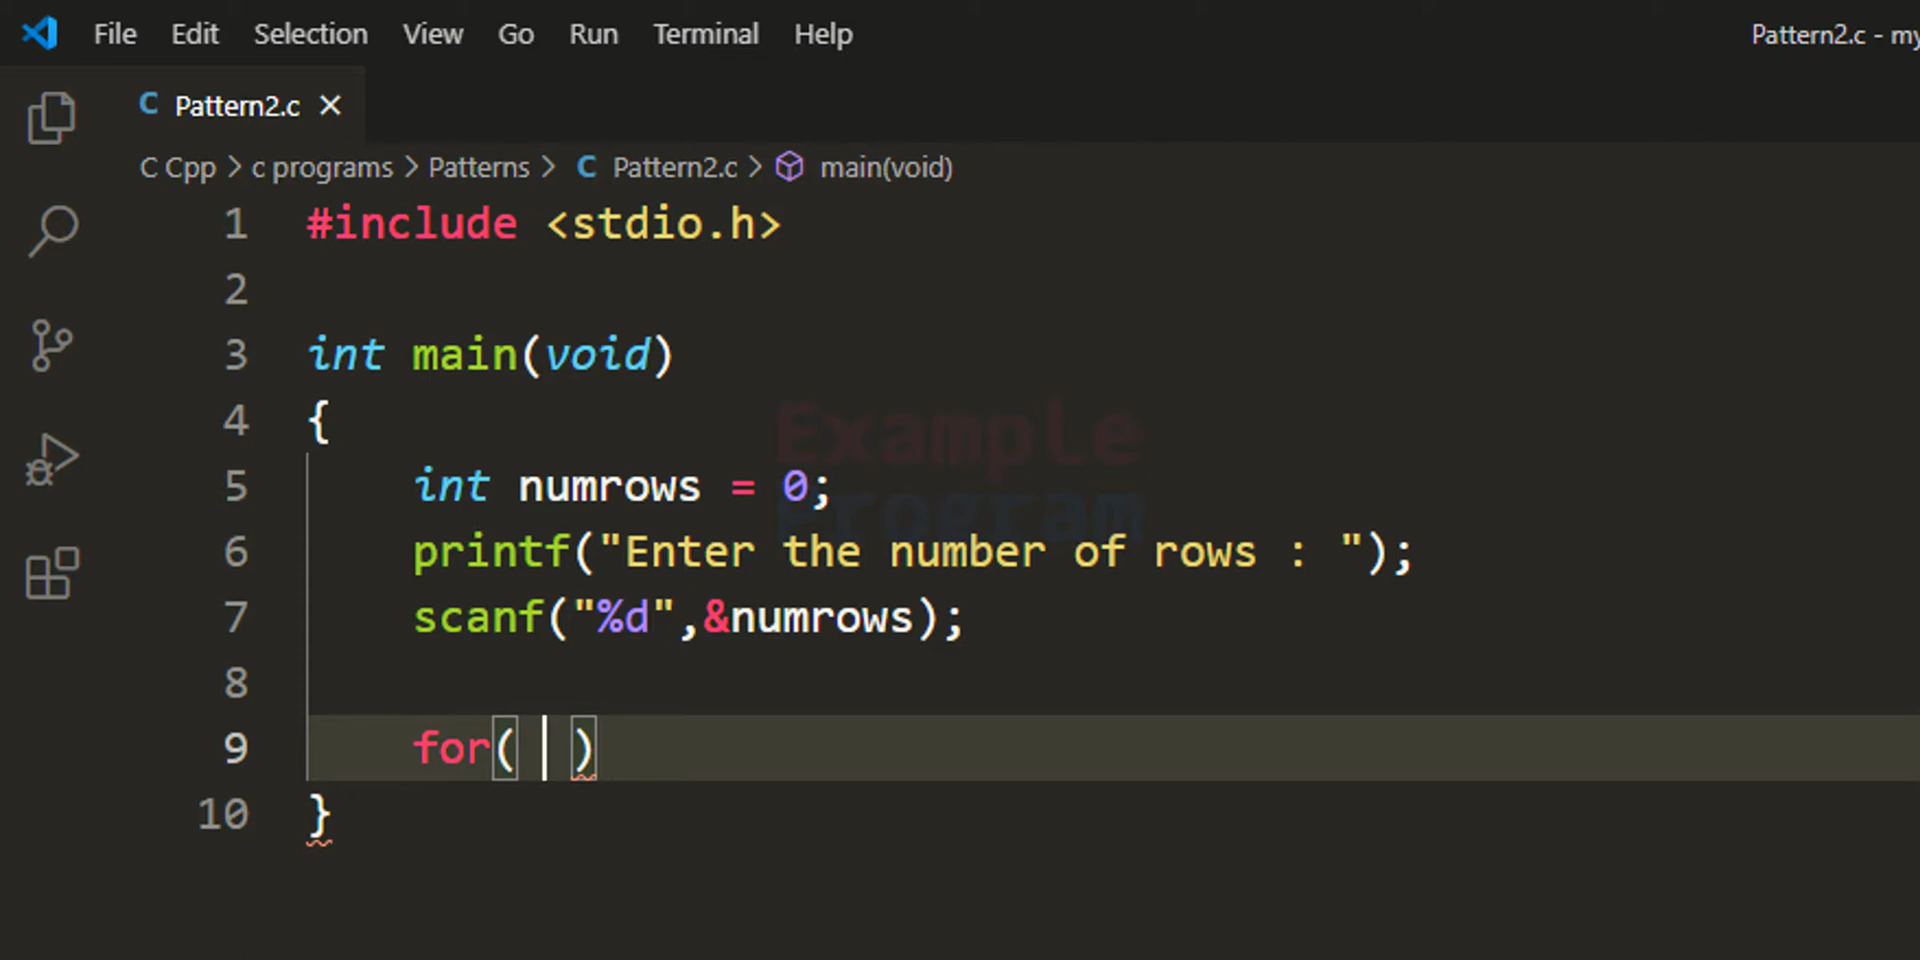 File Edit Selection View Go Run Terminal Help Pattern2.c - my
C Pattern2.c ×
C Cpp > c programs > Patterns > C Pattern2.c > main(void)
1 #include <stdio.h>
2
3 int main(void)
4 {
5 int numrows = 0;
6 printf("Enter the number of rows : ");
7 scanf("%d",&numrows);
8
9 for( )
10 }
Example
Program